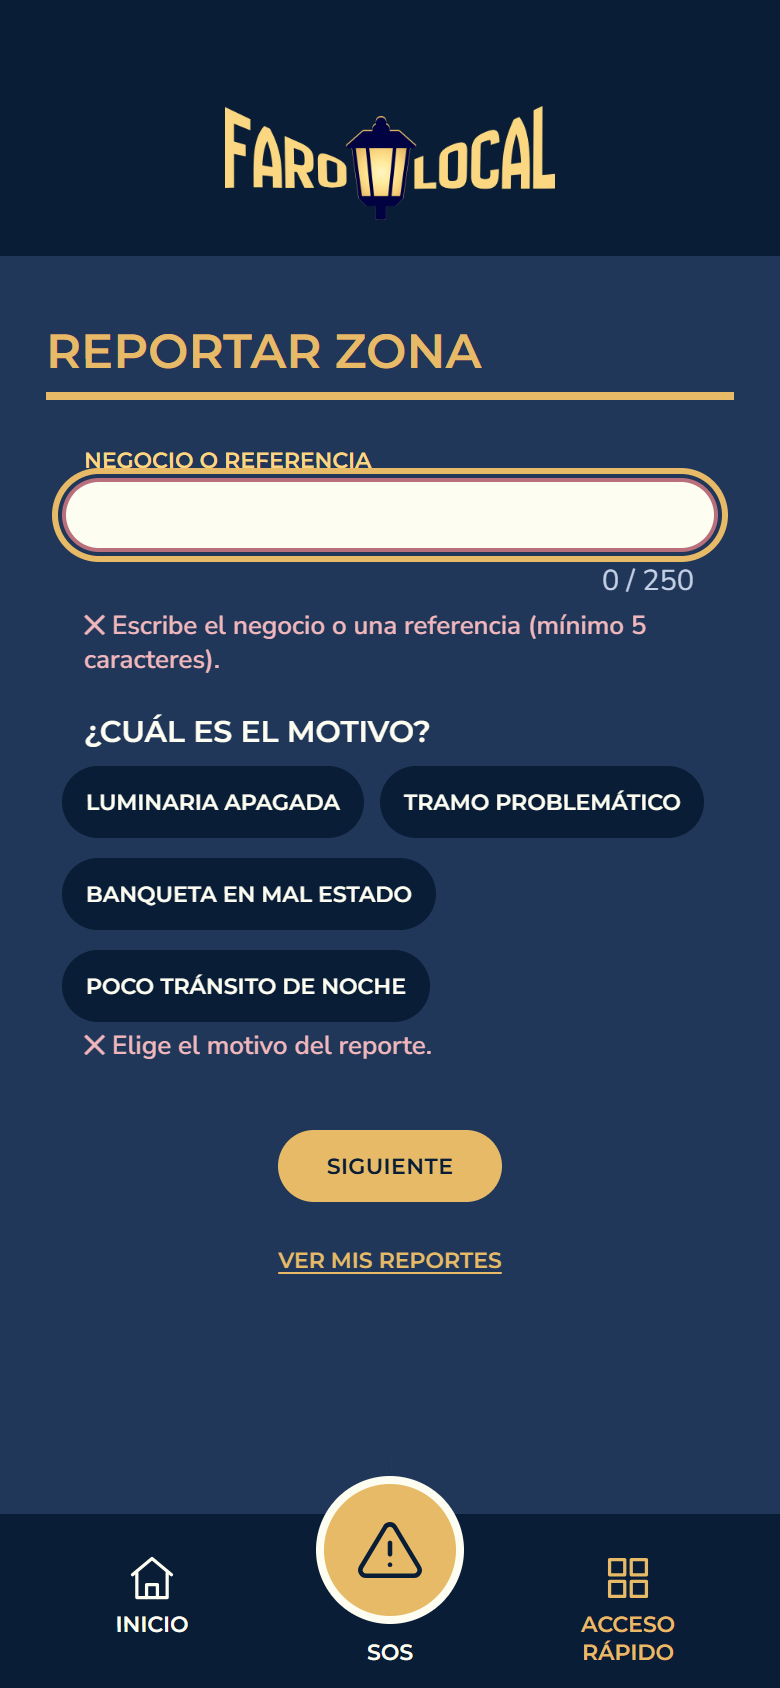 FARO LOCAL
REPORTAR ZONA
NEGOCIO O REFERENCIA
0 / 250
Escribe el negocio o una referencia (mínimo 5
caracteres).
¿CUÁL ES EL MOTIVO?
LUMINARIA APAGADA
TRAMO PROBLEMÁTICO
BANQUETA EN MAL ESTADO
POCO TRÁNSITO DE NOCHE
Elige el motivo del reporte.
SIGUIENTE
VER MIS REPORTES
INICIO
SOS
ACCESO
RÁPIDO